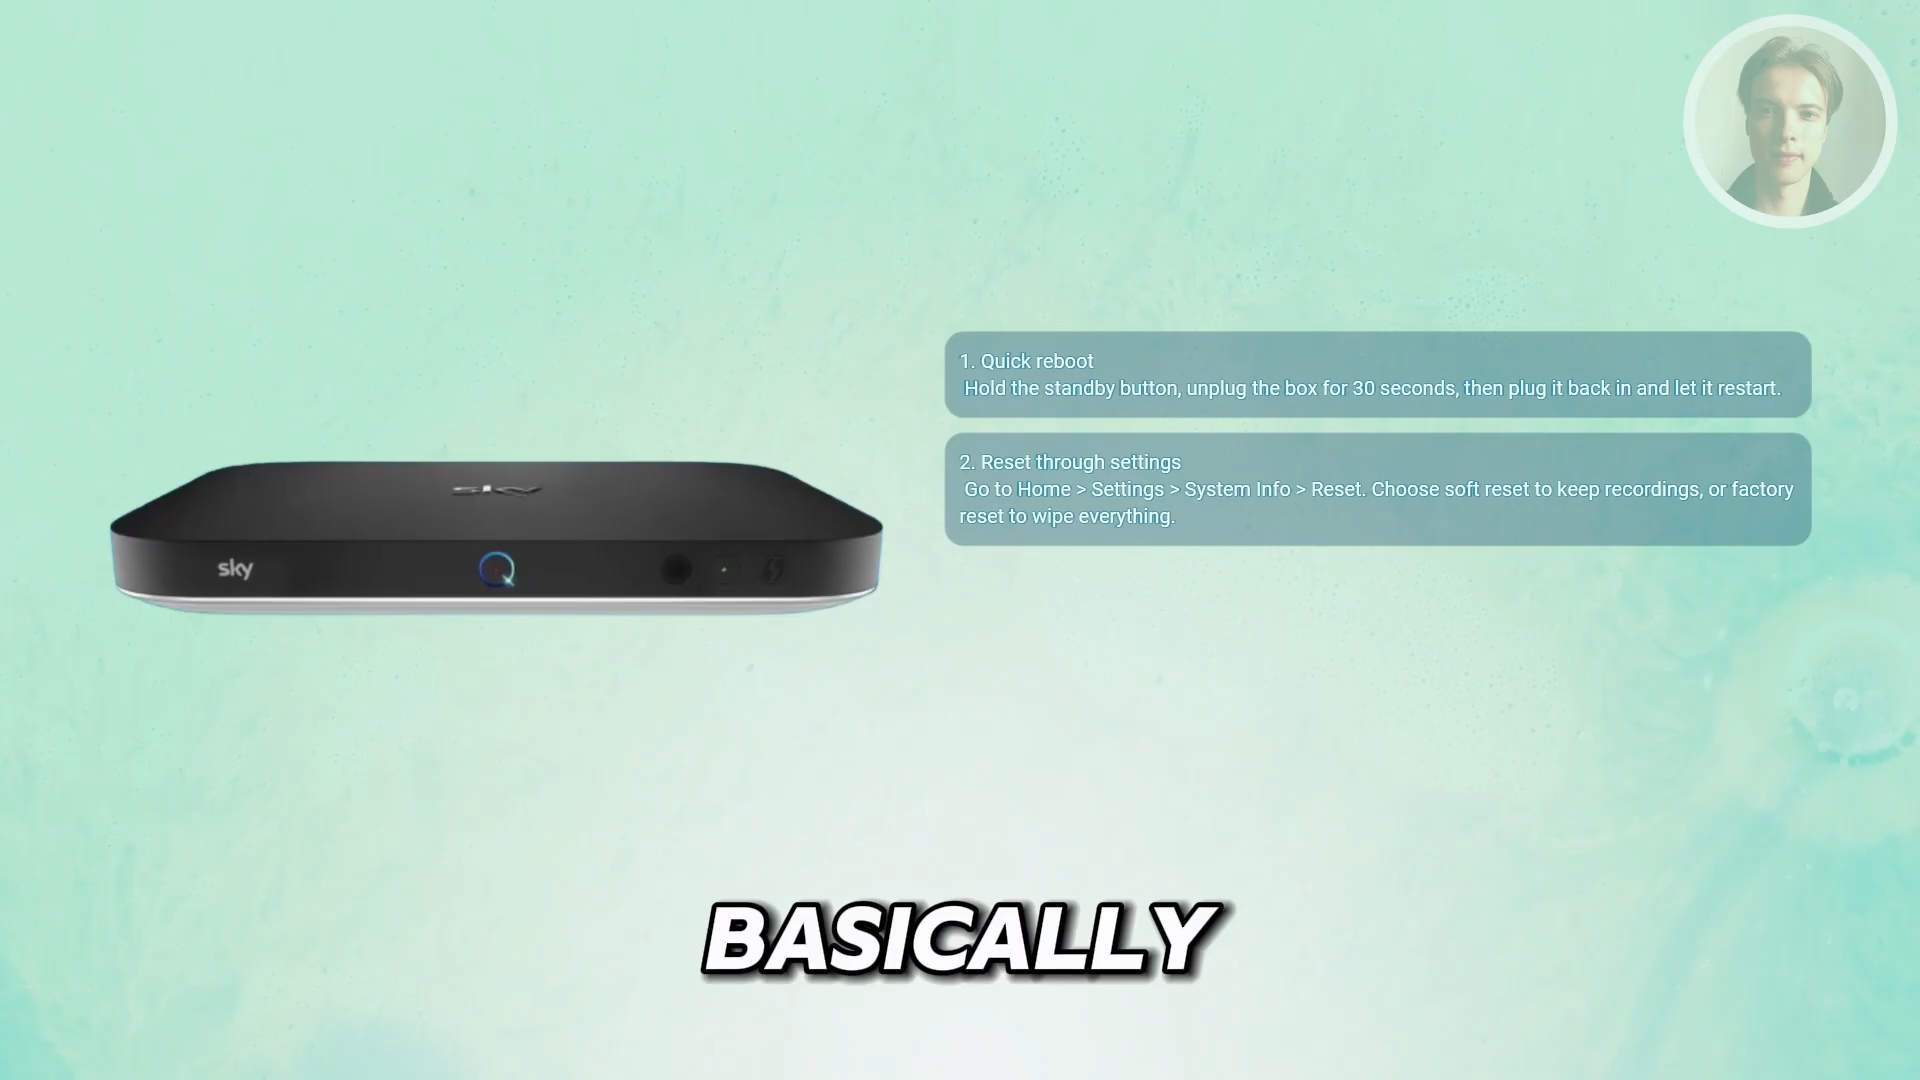 1. Quick reboot
Hold the standby button, unplug the box for 30 seconds, then plug it back in and let it restart.
2. Reset through settings
Go to Home > Settings > System Info > Reset. Choose soft reset to keep recordings, or factory
reset to wipe everything.
sky
sky
Q
BASICALLY